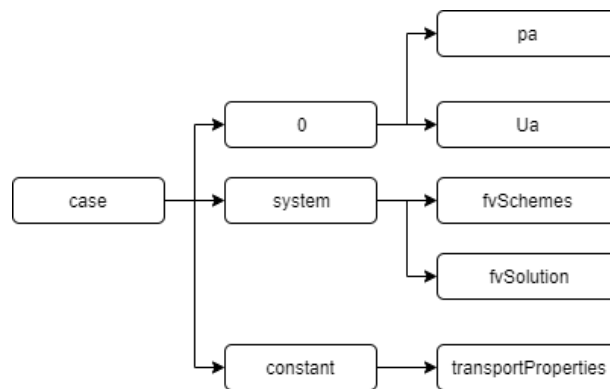 pa
0
Ua
case
system
fvSchemes
fvSolution
constant
transportProperties